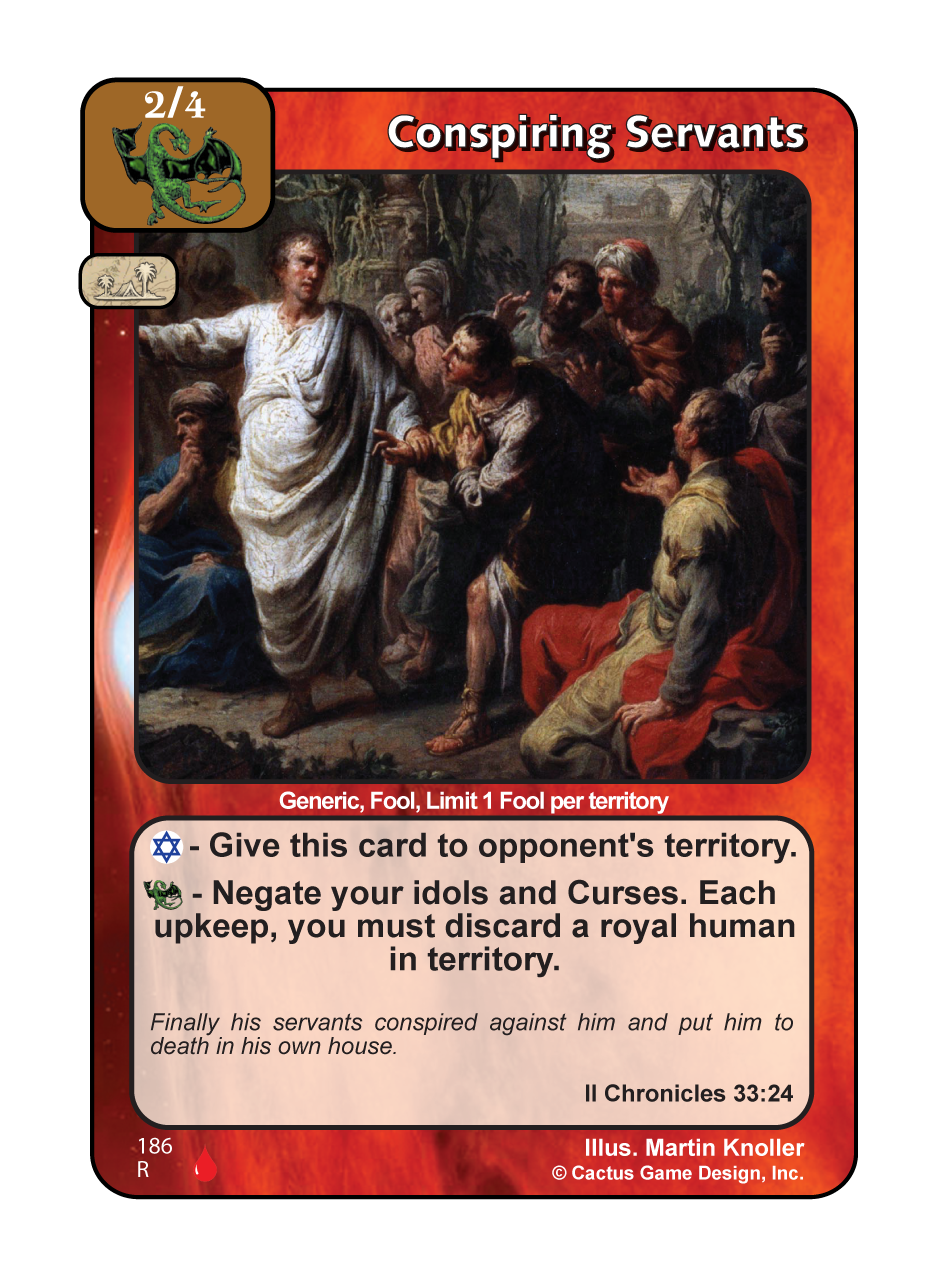 2/4
Conspiring Servants
Generic, Fool, Limit 1 Fool per territory
- Give this card to opponent's territory.
- Negate your idols and Curses. Each
upkeep, you must discard a royal human
in territory.
Finally his servants conspired against him and put him to
death in his own house.
II Chronicles 33:24
186
R
Illus. Martin Knoller
© Cactus Game Design, Inc.